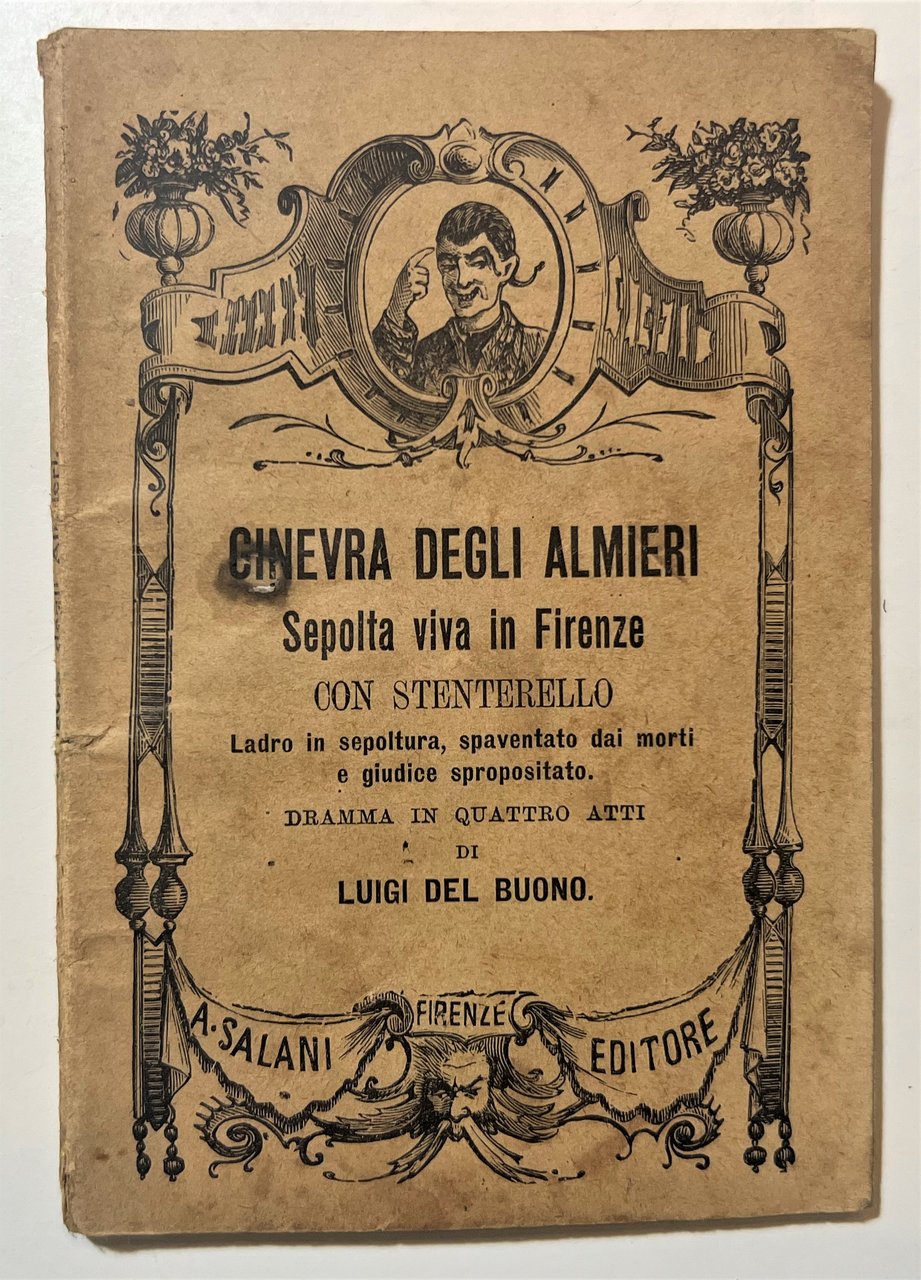 GINEVRA DEGLI ALMIERI
Sepolta viva in Firenze
CON STENTERELLO
Ladro in sepoltura, spaventato dai morti
e giudice spropositato.
DRAMMA IN QUATTRO ATTI
DI
LUIGI DEL BUONO.
A. SALANI FIRENZE EDITORE